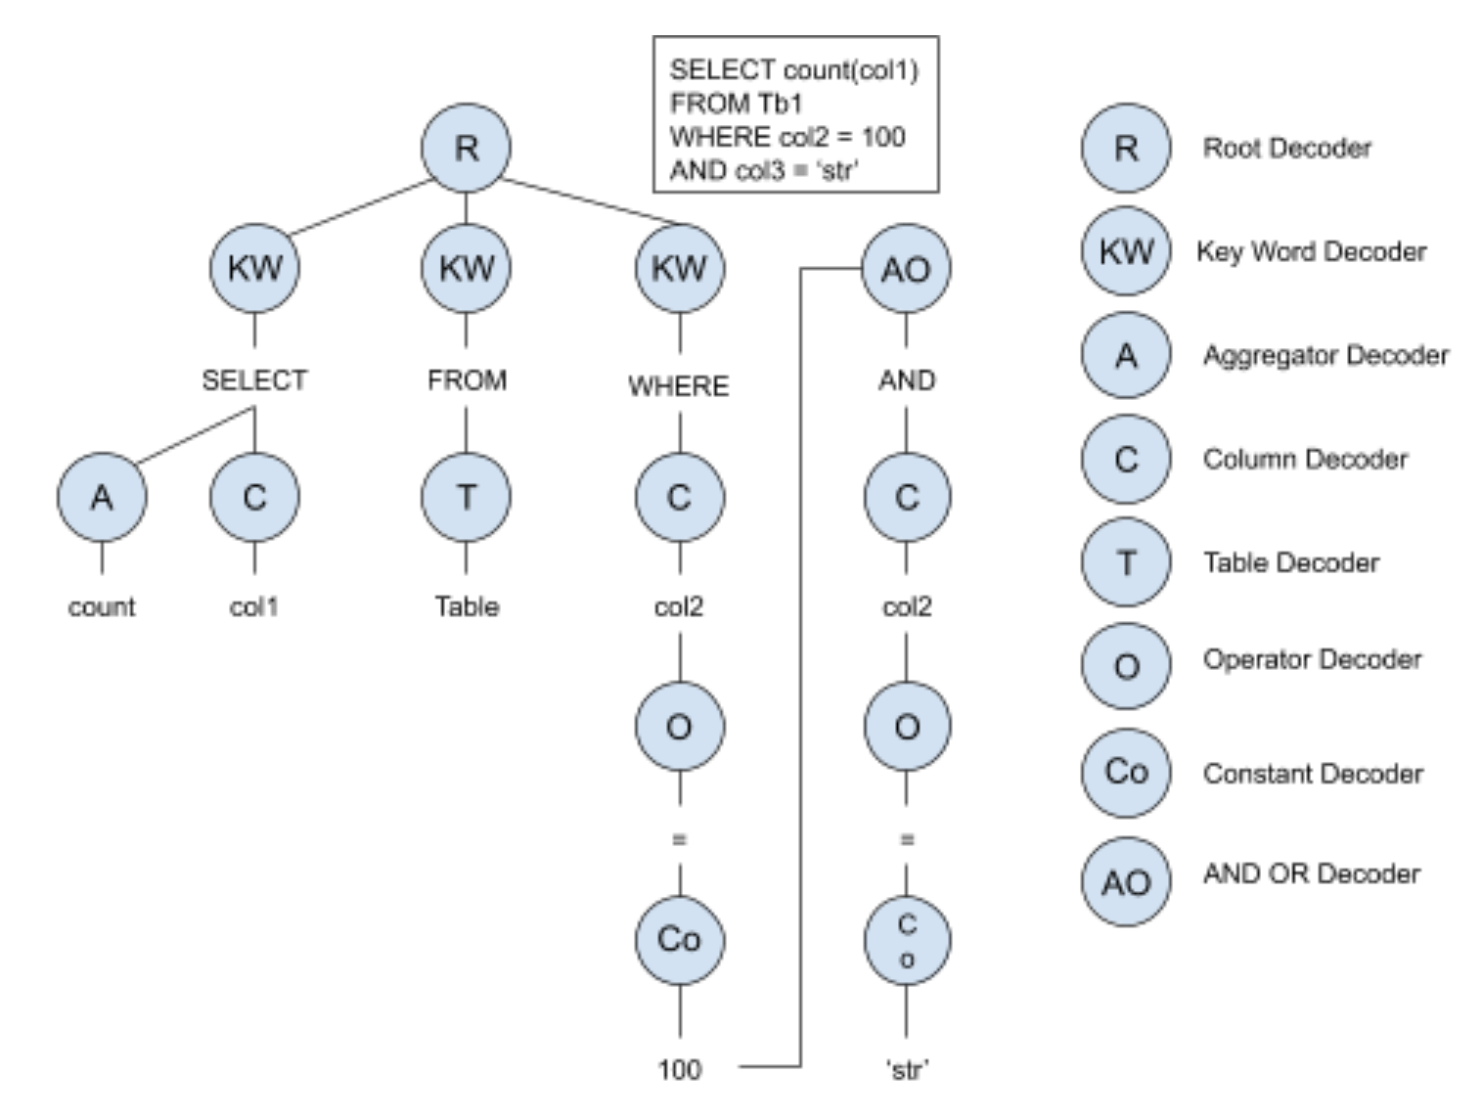 SELECT count(col1)
FROM Tb1
WHERE col2 = 100
AND col3 = ‘str’
R
KW
KW
KW
AO
SELECT
FROM
WHERE
AND
A
C
T
C
C
count
col1
Table
col2
col2
O
O
=
=
Co
C
o
100
‘str’
R Root Decoder
KW Key Word Decoder
A Aggregator Decoder
C Column Decoder
T Table Decoder
O Operator Decoder
Co Constant Decoder
AO AND OR Decoder